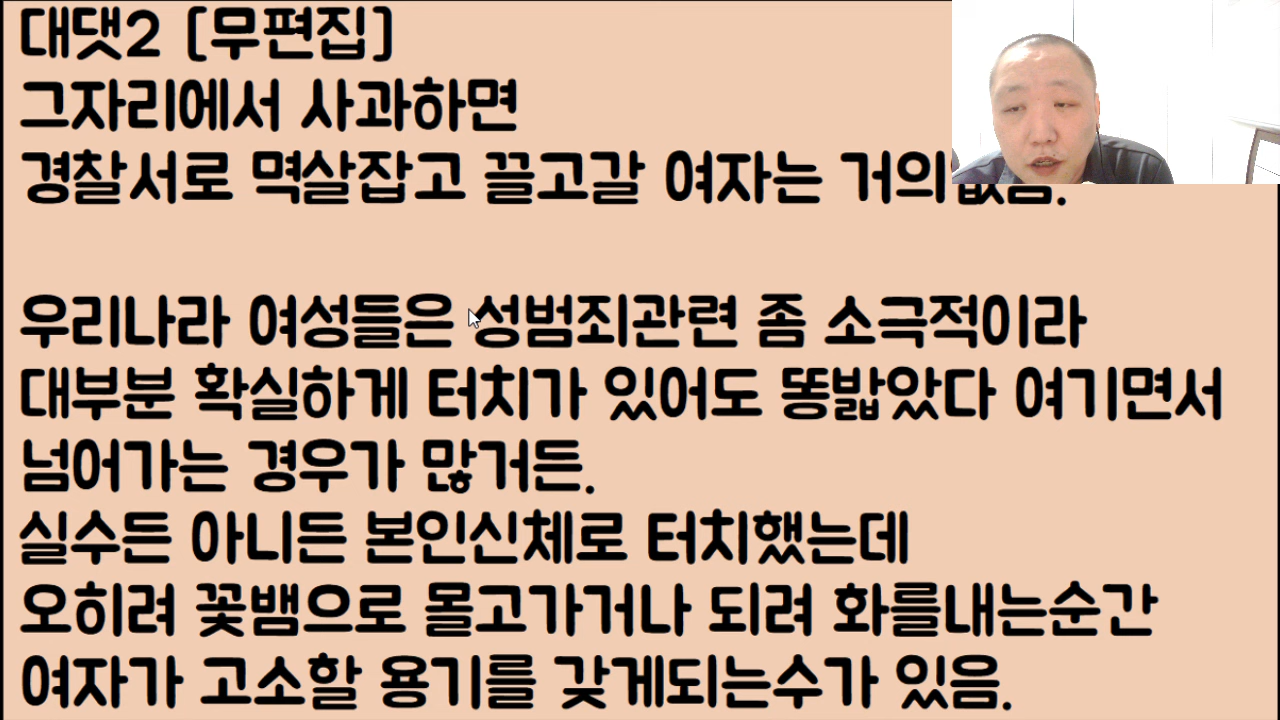 대댓2 [무편집]
그자리에서 사과하면
경찰서로 멱살잡고 끌고갈 여자는 거의없음.
우리나라 여성들은 성범죄관련 좀 소극적이라
대부분 확실하게 터치가 있어도 똥밟았다 여기면서
넘어가는 경우가 많거든.
실수든 아니든 본인신체로 터치했는데
오히려 꽃뱀으로 몰고가거나 되려 화를내는순간
여자가 고소할 용기를 갖게되는수가 있음.